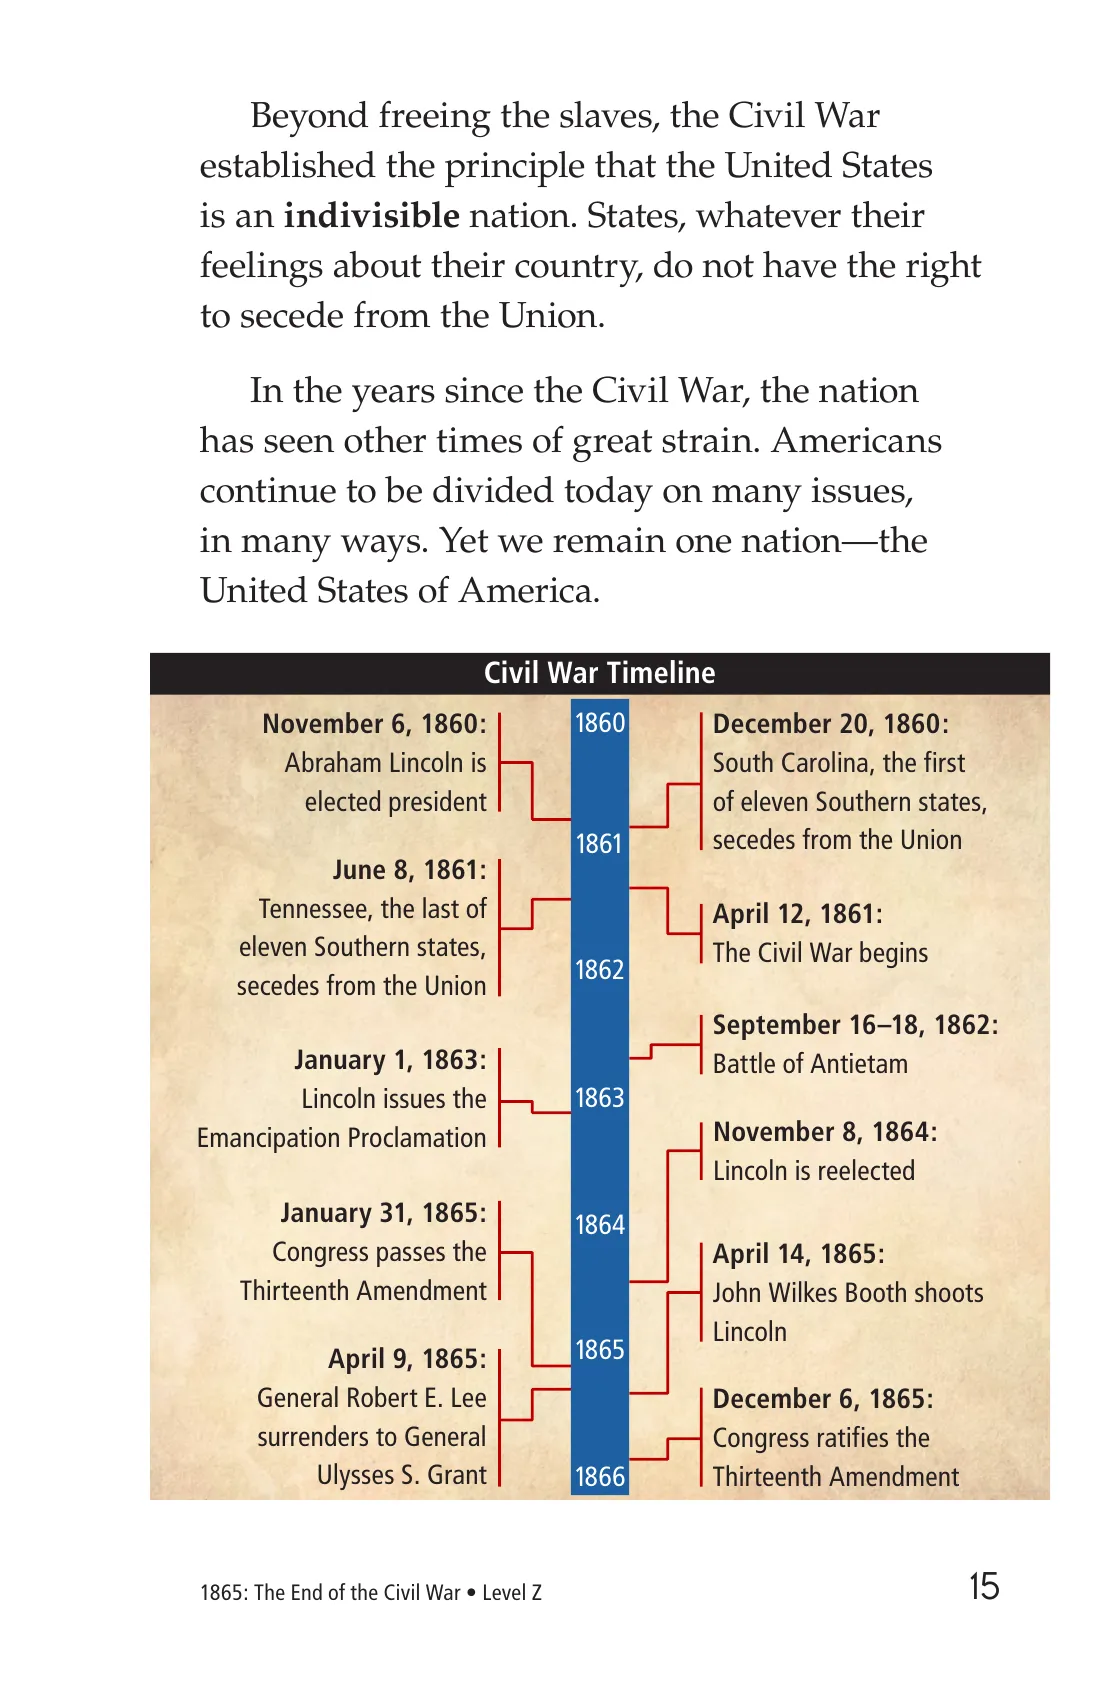 Beyond freeing the slaves, the Civil War
established the principle that the United States
is an indivisible nation. States, whatever their
feelings about their country, do not have the right
to secede from the Union.
In the years since the Civil War, the nation
has seen other times of great strain. Americans
continue to be divided today on many issues,
in many ways. Yet we remain one nation—the
United States of America.
Civil War Timeline
November 6, 1860:
Abraham Lincoln is
elected president
June 8, 1861:
Tennessee, the last of
eleven Southern states,
secedes from the Union
January 1, 1863:
Lincoln issues the
Emancipation Proclamation
January 31, 1865:
Congress passes the
Thirteenth Amendment
April 9, 1865:
General Robert E. Lee
surrenders to General
Ulysses S. Grant
1860
1861
1862
1863
1864
1865
1866
December 20, 1860:
South Carolina, the first
of eleven Southern states,
secedes from the Union
April 12, 1861:
The Civil War begins
September 16–18, 1862:
Battle of Antietam
November 8, 1864:
Lincoln is reelected
April 14, 1865:
John Wilkes Booth shoots
Lincoln
December 6, 1865:
Congress ratifies the
Thirteenth Amendment
1865: The End of the Civil War • Level Z
15